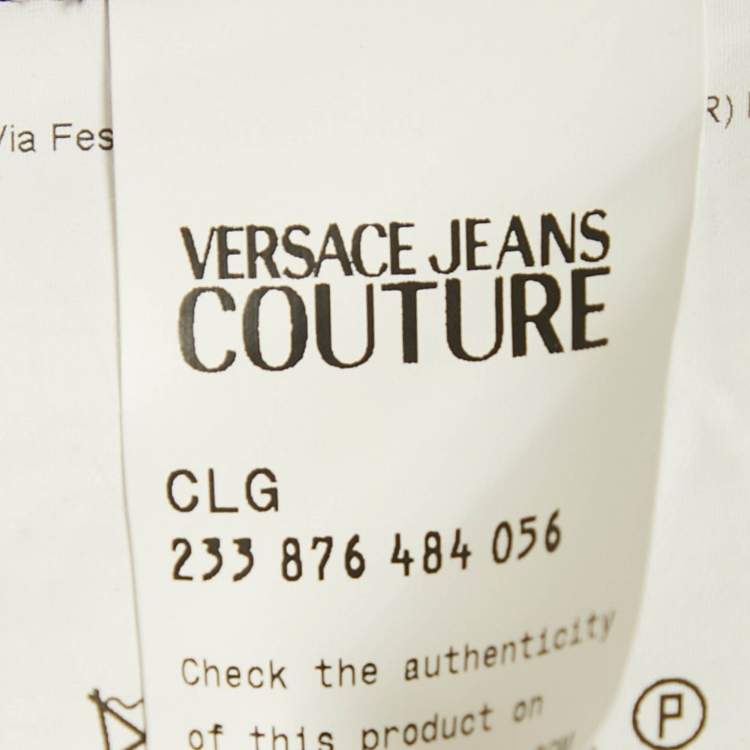 Via Fes
R)
VERSACE JEANS
COUTURE
CLG
233 876 484 056
Check the authenticity
of this product on
P